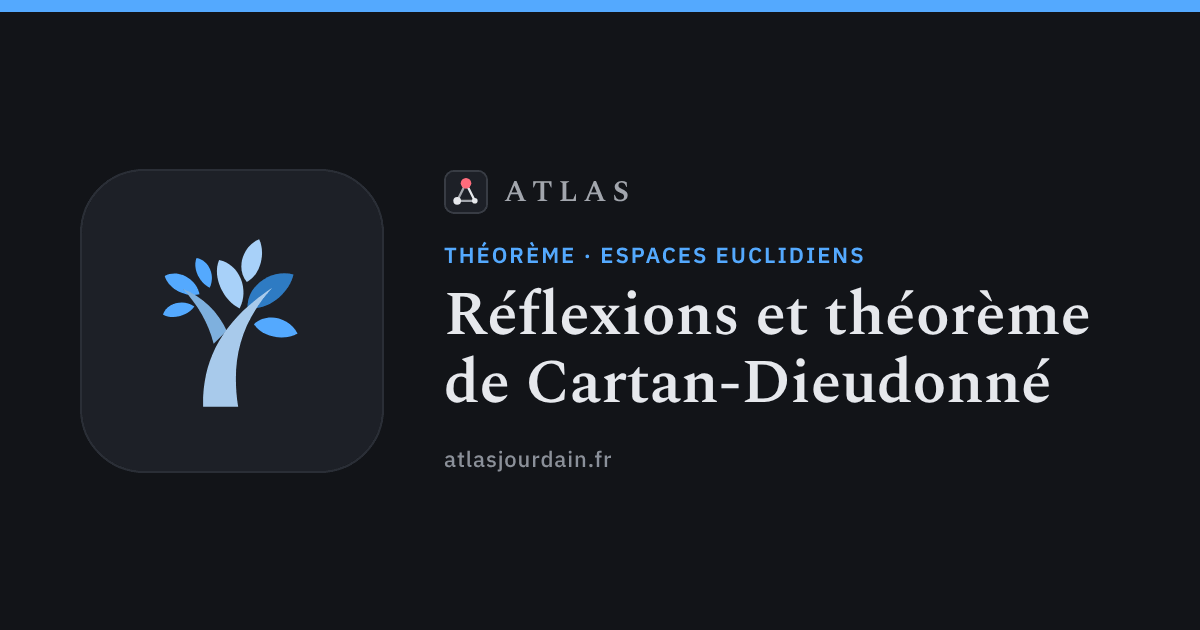 ATLAS
THÉORÈME · ESPACES EUCLIDIENS
Réflexions et théorème
de Cartan-Dieudonné
atlasjourdain.fr